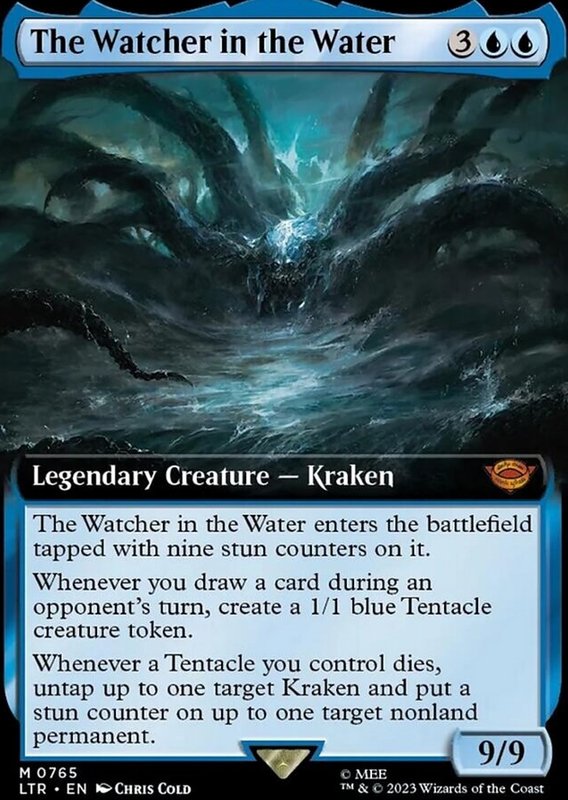 The Watcher in the Water 3
Legendary Creature — Kraken
The Watcher in the Water enters the battlefield
tapped with nine stun counters on it.
Whenever you draw a card during an
opponent's turn, create a 1/1 blue Tentacle
creature token.
Whenever a Tentacle you control dies,
untap up to one target Kraken and put a
stun counter on up to one target nonland
permanent.
9/9
M 0765
LTR • EN Chris Cold
© MEE
™ & © 2023 Wizards of the Coast